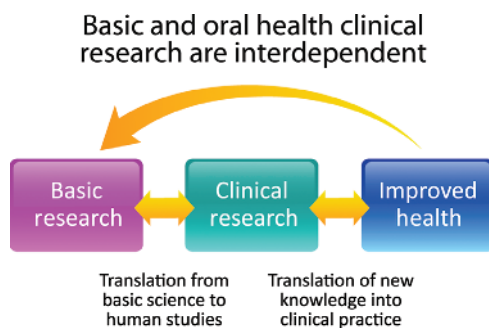 Basic and oral health clinical
research are interdependent
Basic
research
Clinical
research
Improved
health
Translation from
basic science to
human studies
Translation of new
knowledge into
clinical practice